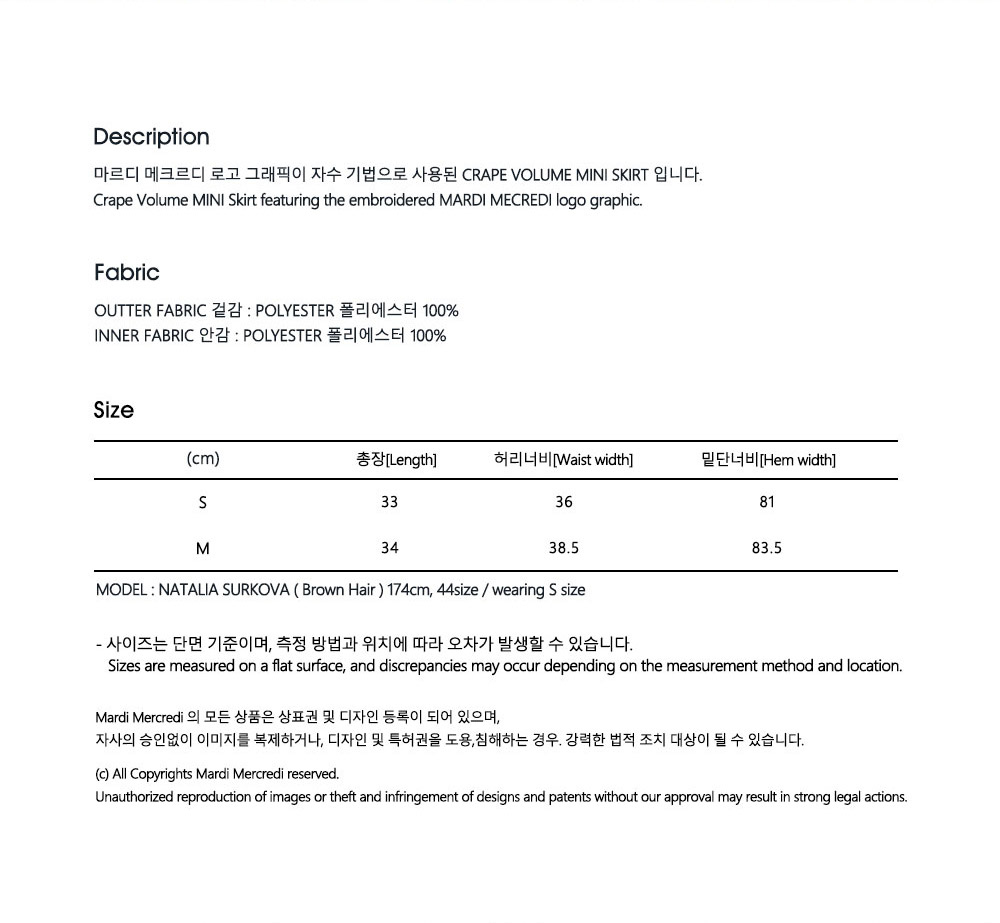 Description
마르디 메크르디 로고 그래픽이 자수 기법으로 사용된 CRAPE VOLUME MINI SKIRT 입니다.
Crape Volume MINI Skirt featuring the embroidered MARDI MECREDI logo graphic.
Fabric
OUTTER FABRIC 겉감 : POLYESTER 폴리에스터 100%
INNER FABRIC 안감 : POLYESTER 폴리에스터 100%
Size
(cm) 총장[Length] 허리너비[Waist width] 밑단너비[Hem width]
S 33 36 81
M 34 38.5 83.5
MODEL : NATALIA SURKOVA ( Brown Hair ) 174cm, 44size / wearing S size
- 사이즈는 단면 기준이며, 측정 방법과 위치에 따라 오차가 발생할 수 있습니다.
Sizes are measured on a flat surface, and discrepancies may occur depending on the measurement method and location.
Mardi Mercredi 의 모든 상품은 상표권 및 디자인 등록이 되어 있으며,
자사의 승인없이 이미지를 복제하거나, 디자인 및 특허권을 도용,침해하는 경우. 강력한 법적 조치 대상이 될 수 있습니다.
(c) All Copyrights Mardi Mercredi reserved.
Unauthorized reproduction of images or theft and infringement of designs and patents without our approval may result in strong legal actions.